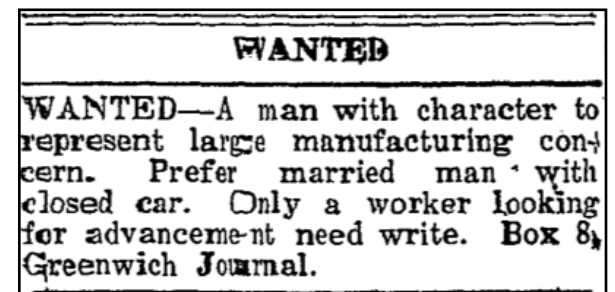 WANTED
WANTED—A man with character to
represent large manufacturing con-
cern. Prefer married man with
closed car. Only a worker looking
for advancement need write. Box 8,
Greenwich Journal.